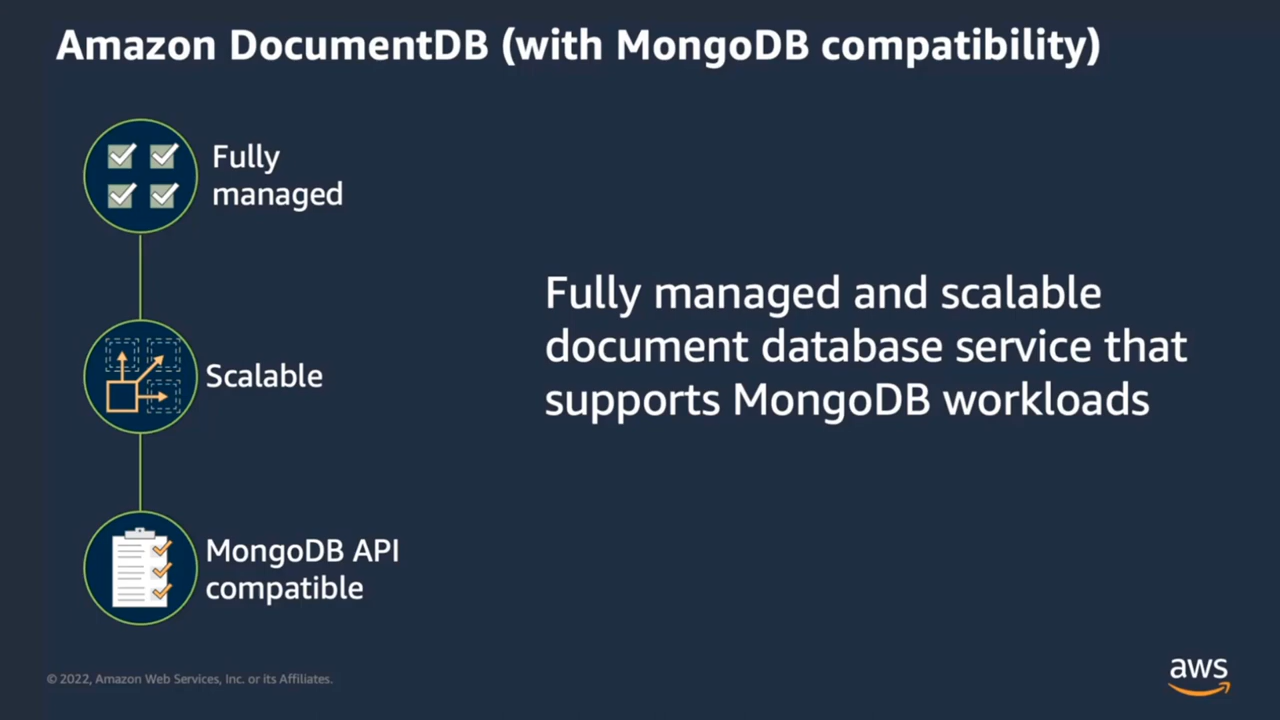 Amazon DocumentDB (with MongoDB compatibility)
Fully
managed
Scalable
MongoDB API
compatible
Fully managed and scalable
document database service that
supports MongoDB workloads
© 2022, Amazon Web Services, Inc. or its Affiliates.
aws